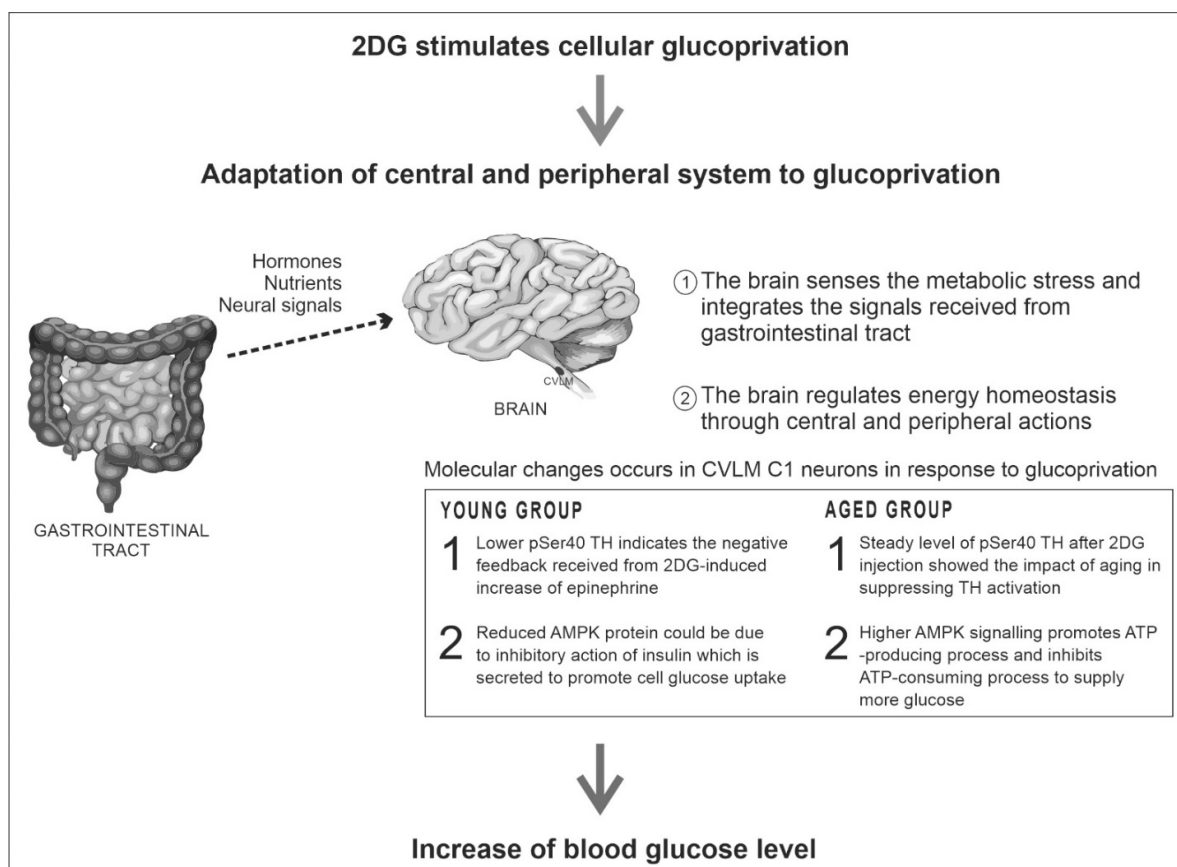 2DG stimulates cellular glucoprivation
Adaptation of central and peripheral system to glucoprivation
Hormones
Nutrients
Neural signals
GASTROINTESTINAL
TRACT
CVLM
BRAIN
1 The brain senses the metabolic stress and
integrates the signals received from
gastrointestinal tract
2 The brain regulates energy homeostasis
through central and peripheral actions
Molecular changes occurs in CVLM C1 neurons in response to glucoprivation
YOUNG GROUP
1 Lower pSer40 TH indicates the negative
feedback received from 2DG-induced
increase of epinephrine
2 Reduced AMPK protein could be due
to inhibitory action of insulin which is
secreted to promote cell glucose uptake
AGED GROUP
1 Steady level of pSer40 TH after 2DG
injection showed the impact of aging in
suppressing TH activation
2 Higher AMPK signalling promotes ATP
-producing process and inhibits
ATP-consuming process to supply
more glucose
Increase of blood glucose level